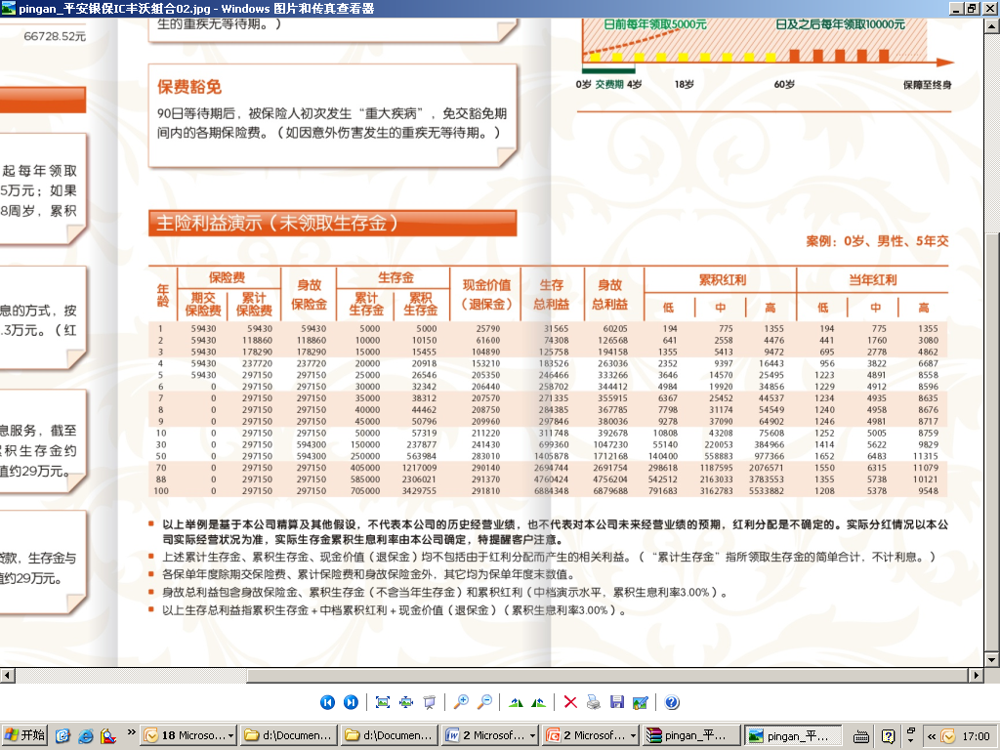 pingan_平安银保IC丰沃组合02.jpg - Windows 图片和传真查看器
66728.52元
起每年领取
5万元；如果
8周岁，累积
息的方式，按
.3万元。（红
息服务，截至
累积生存金约
值约29万元。
贷款，生存金与
值约29万元。
生的重疾无等待期。）
保费豁免
90日等待期后，被保险人初次发生“重大疾病”，免交豁免期
间内的各期保险费。（如因意外伤害发生的重疾无等待期。）
日前每年领取5000元 日及之后每年领取10000元
0岁 交费期 4岁 18岁 60岁 保障至终身
主险利益演示（未领取生存金）
案例：0岁、男性、5年交
年龄 保险费 身故保险金 生存金 现金价值（退保金） 生存总利益 身故总利益 累积红利 当年红利
期交保险费 累计保险费 累计生存金 累积生存金 低 中 高 低 中 高
1 59430 59430 59430 5000 5000 25790 31565 60205 194 775 1355 194 775 1355
2 59430 118860 118860 10000 10150 61600 74308 126568 641 2558 4476 441 1760 3080
3 59430 178290 178290 15000 15455 104890 125758 194158 1355 5413 9472 695 2778 4862
4 59430 237720 237720 20000 20918 153210 183526 263036 2352 9397 16443 956 3822 6687
5 59430 297150 297150 25000 26546 205350 246466 333266 3646 14570 25495 1223 4891 8558
6 0 297150 297150 30000 32342 206440 258702 344412 4984 19920 34856 1229 4912 8596
7 0 297150 297150 35000 38312 207570 271335 355915 6367 25452 44537 1234 4935 8635
8 0 297150 297150 40000 44462 208750 284385 367785 7798 31174 54549 1240 4958 8676
9 0 297150 297150 45000 50796 209960 297846 380036 9278 37090 64902 1246 4981 8717
10 0 297150 297150 50000 57319 211220 311748 392678 10808 43208 75608 1252 5005 8759
30 0 297150 594300 150000 237877 241430 699360 1047230 55140 220053 384966 1414 5622 9829
50 0 297150 594300 250000 563984 283010 1405878 1712168 140400 558883 977366 1652 6483 11315
70 0 297150 297150 405000 1217009 290140 2694744 2691754 298618 1187595 2076571 1550 6315 11079
88 0 297150 297150 585000 2306021 291370 4760424 4756204 542512 2163033 3783553 1355 5738 10121
100 0 297150 297150 705000 3429755 291810 6884348 6879688 791683 3162783 5533882 1208 5378 9548
以上举例是基于本公司精算及其他假设，不代表本公司的历史经营业绩，也不代表对本公司未来经营业绩的预期，红利分配是不确定的。实际分红情况以本公
司实际经营状况为准，实际生存金累积生息利率由本公司确定，特提醒客户注意。
上述累计生存金、累积生存金、现金价值（退保金）均不包括由于红利分配而产生的相关利益。（“累计生存金”指所领取生存金的简单合计，不计利息。）
各保单年度除期交保险费、累计保险费和身故保险金外，其它均为保单年度末数值。
身故总利益包含身故保险金、累积生存金（不含当年生存金）和累积红利（中档演示水平，累积生息利率3.00%）。
以上生存总利益指累积生存金＋中档累积红利＋现金价值（退保金）（累积生息利率3.00%）。
开始 18 Microso... d:\Documen... d:\Documen... 2 Microsof... 2 Microsof... pingan_平... pingan_平... 17:00